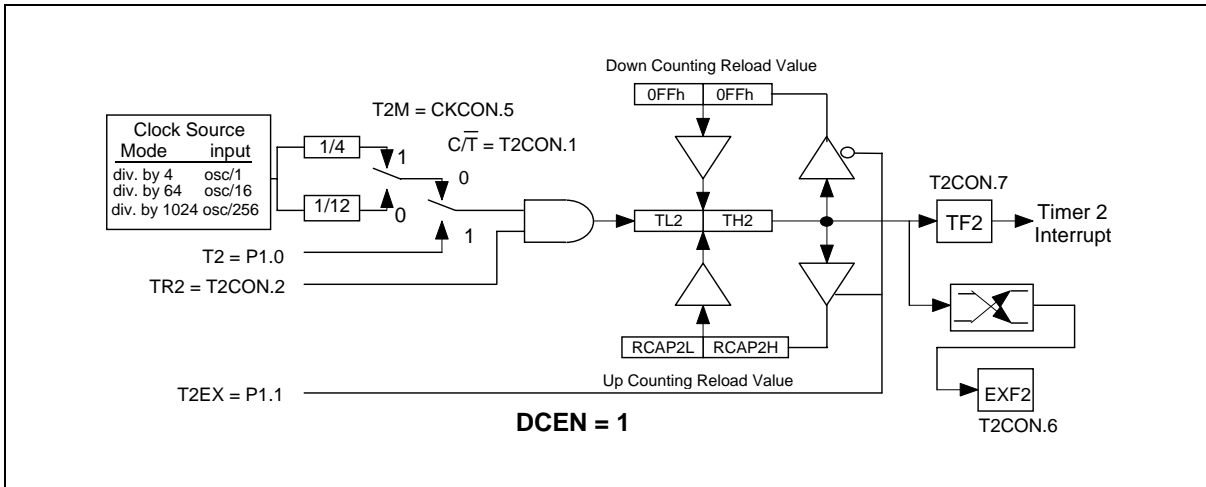 Down Counting Reload Value
0FFh 0FFh
T2M = CKCON.5
C/T̅ = T2CON.1
Clock Source
Mode input
div. by 4 osc/1
div. by 64 osc/16
div. by 1024 osc/256
1/4
1
0
1/12
0
1
T2CON.7
TL2 TH2
TF2
Timer 2
Interrupt
T2 = P1.0
TR2 = T2CON.2
RCAP2L RCAP2H
T2EX = P1.1
Up Counting Reload Value
EXF2
T2CON.6
DCEN = 1